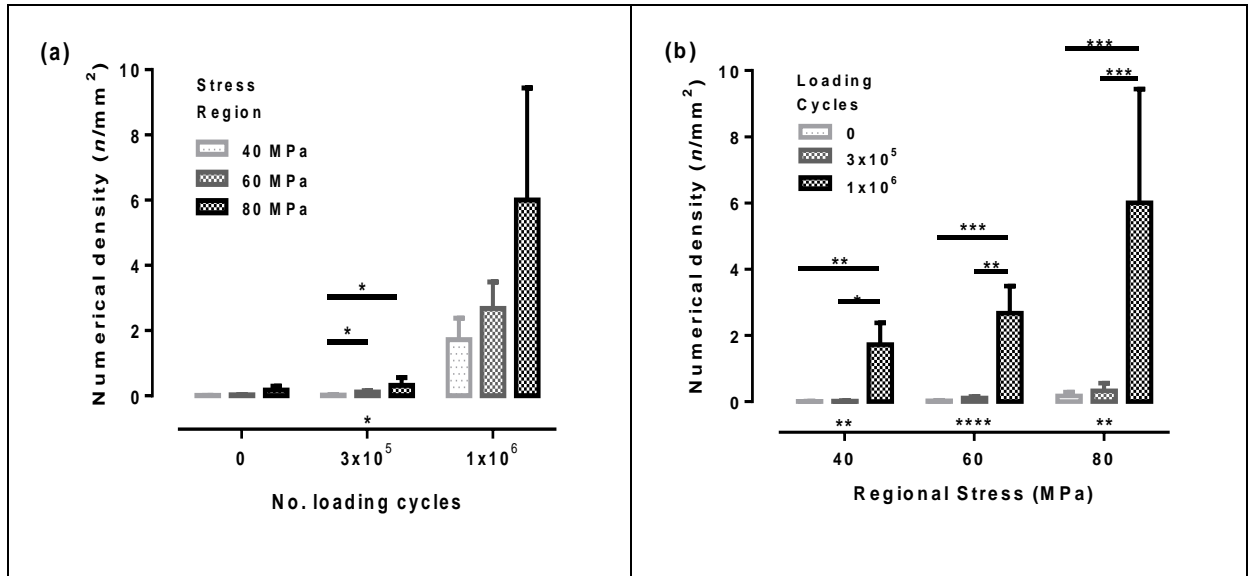 (a)
Numerical density (n/mm²)
10
8
6
4
2
0
Stress
Region
40 MPa
60 MPa
80 MPa
*
*
*
0
3x10⁵
1x10⁶
No. loading cycles
(b)
Numerical density (n/mm²)
10
8
6
4
2
0
Loading
Cycles
0
3x10⁵
1x10⁶
***
***
***
**
**
*
**
****
**
40
60
80
Regional Stress (MPa)